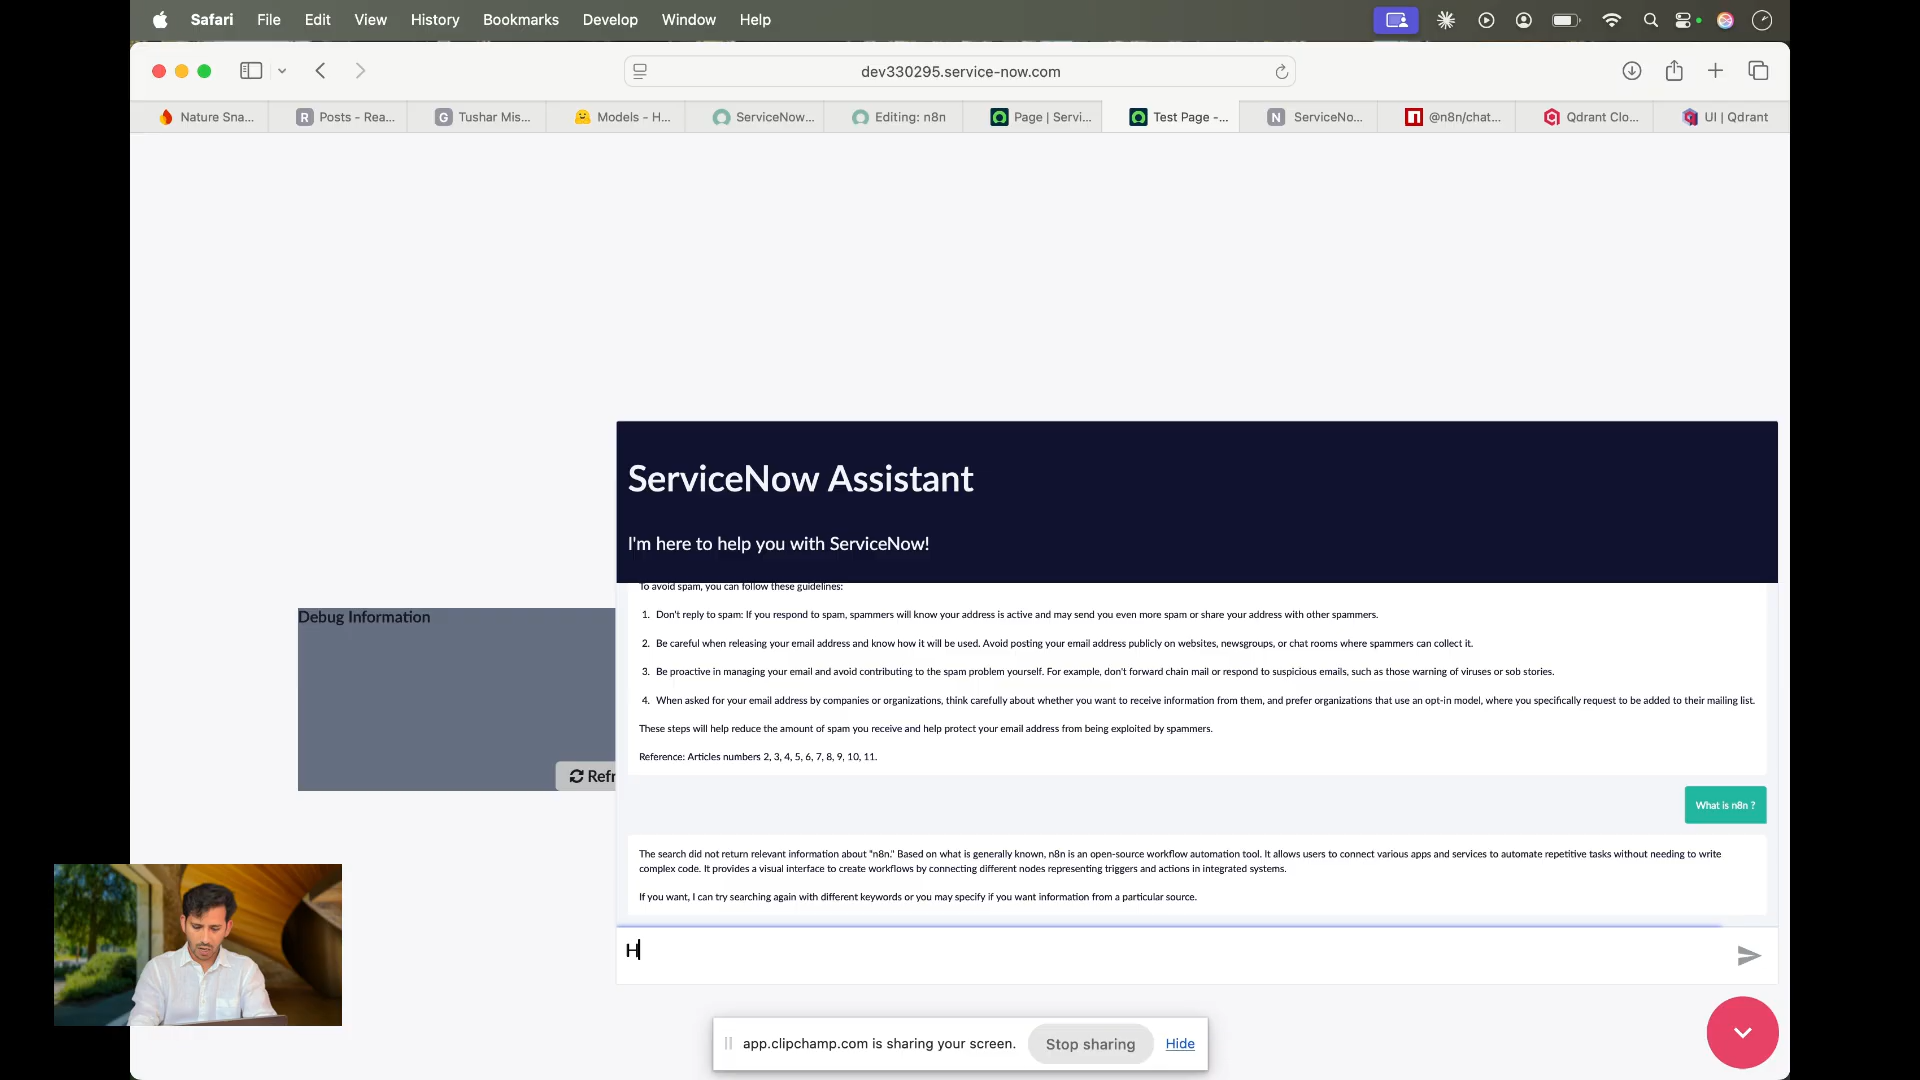 Safari File Edit View History Bookmarks Develop Window Help
dev330295.service-now.com
Nature Sna... R Posts - Rea... G Tushar Mis... Models - H... ServiceNow... Editing: n8n Page | Servi... Test Page -... N ServiceNo... @n8n/chat... Qdrant Clo... UI | Qdrant
ServiceNow Assistant
I'm here to help you with ServiceNow!
To avoid spam, you can follow these guidelines:
1. Don't reply to spam: If you respond to spam, spammers will know your address is active and may send you even more spam or share your address with other spammers.
2. Be careful when releasing your email address and know how it will be used. Avoid posting your email address publicly on websites, newsgroups, or chat rooms where spammers can collect it.
3. Be proactive in managing your email and avoid contributing to the spam problem yourself. For example, don't forward chain mail or respond to suspicious emails, such as those warning of viruses or sob stories.
4. When asked for your email address by companies or organizations, think carefully about whether you want to receive information from them, and prefer organizations that use an opt-in model, where you specifically request to be added to their mailing list.
These steps will help reduce the amount of spam you receive and help protect your email address from being exploited by spammers.
Reference: Articles numbers 2, 3, 4, 5, 6, 7, 8, 9, 10, 11.
Debug Information
Refr
What is n8n ?
The search did not return relevant information about "n8n." Based on what is generally known, n8n is an open-source workflow automation tool. It allows users to connect various apps and services to automate repetitive tasks without needing to write
complex code. It provides a visual interface to create workflows by connecting different nodes representing triggers and actions in integrated systems.
If you want, I can try searching again with different keywords or you may specify if you want information from a particular source.
H
app.clipchamp.com is sharing your screen. Stop sharing Hide